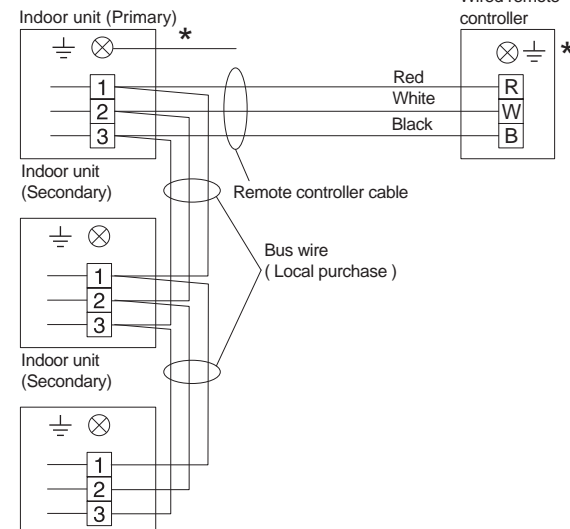 Wired remote
controller
Indoor unit (Primary)
*
*
1
2
3
Red
White
Black
R
W
B
Indoor unit
(Secondary)
Remote controller cable
Bus wire
( Local purchase )
1
2
3
Indoor unit
(Secondary)
1
2
3